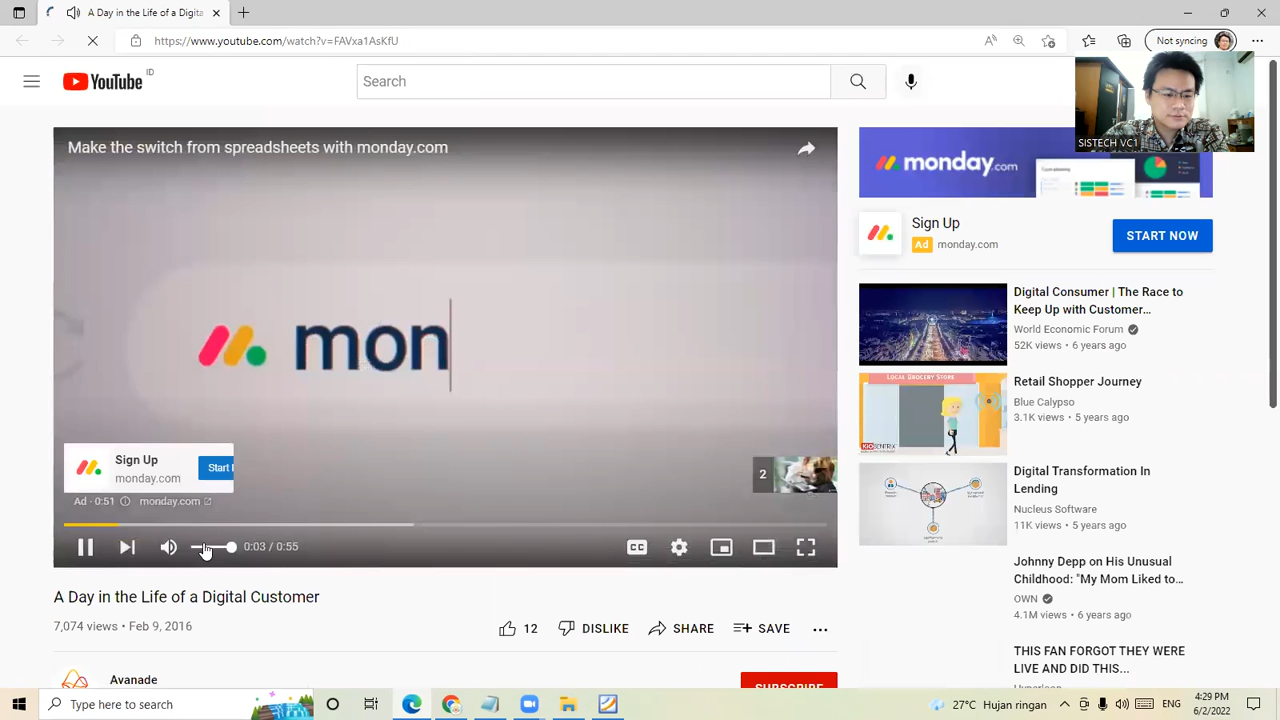 A Day in the Life of a Digita
https://www.youtube.com/watch?v=FAVxa1AsKfU
Not syncing
YouTube
ID
Search
SISTECH VC1
Make the switch from spreadsheets with monday.com
mon
Sign Up
monday.com
Start
Ad · 0:51
monday.com
2
0:03 / 0:55
CC
monday.com
Sign Up
Ad monday.com
START NOW
Digital Consumer | The Race to
Keep Up with Customer…
World Economic Forum
52K views • 6 years ago
LOCAL GROCERY STORE
Retail Shopper Journey
Blue Calypso
3.1K views • 5 years ago
Digital Transformation In
Lending
Nucleus Software
11K views • 5 years ago
Johnny Depp on His Unusual
Childhood: "My Mom Liked to…
OWN
4.1M views • 6 years ago
THIS FAN FORGOT THEY WERE
LIVE AND DID THIS...
A Day in the Life of a Digital Customer
7,074 views • Feb 9, 2016
12
DISLIKE
SHARE
SAVE
Avanade
SUBSCRIBE
Type here to search
27°C Hujan ringan
ENG
4:29 PM
6/2/2022